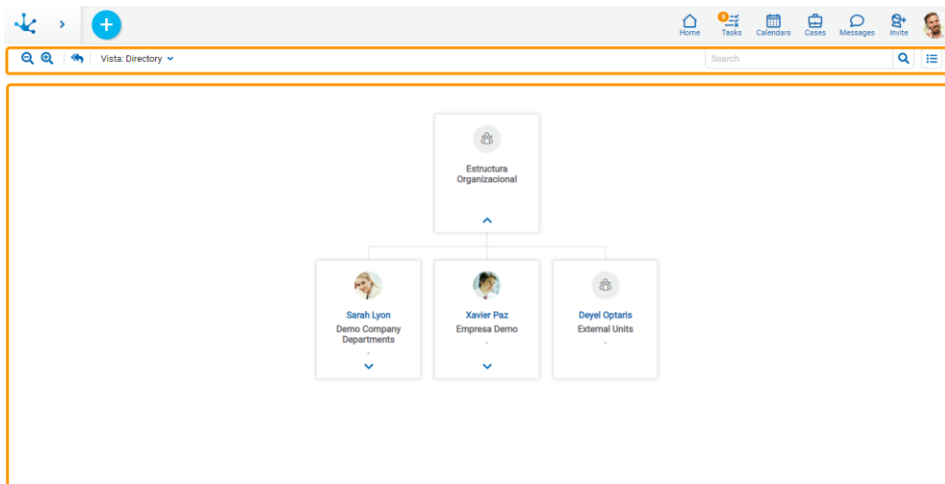 9
Home
Tasks
Calendars
Cases
Messages
Invite
Vista: Directory
Search
Estructura
Organizacional
Sarah Lyon
Demo Company
Departments
-
Xavier Paz
Empresa Demo
-
Deyel Optaris
External Units
-